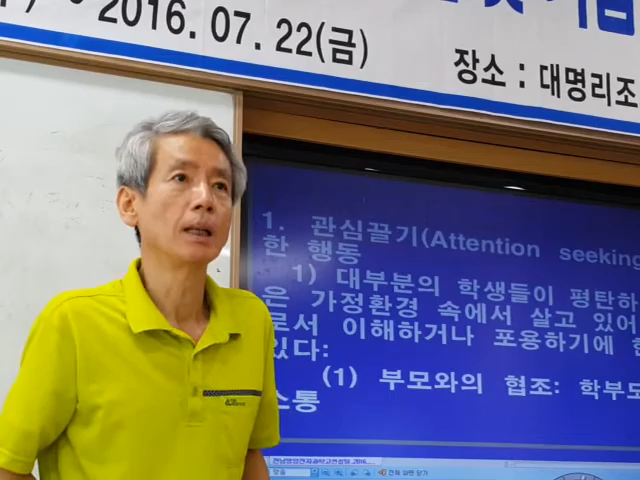 2016. 07. 22(금)
장소 : 대명리조
1. 관심끌기(Attention seeking
한 행동
1) 대부분의 학생들이 평탄하
은 가정환경 속에서 살고 있어
로서 이해하거나 포용하기에 한
있다:
(1) 부모와의 협조: 학부모
소통